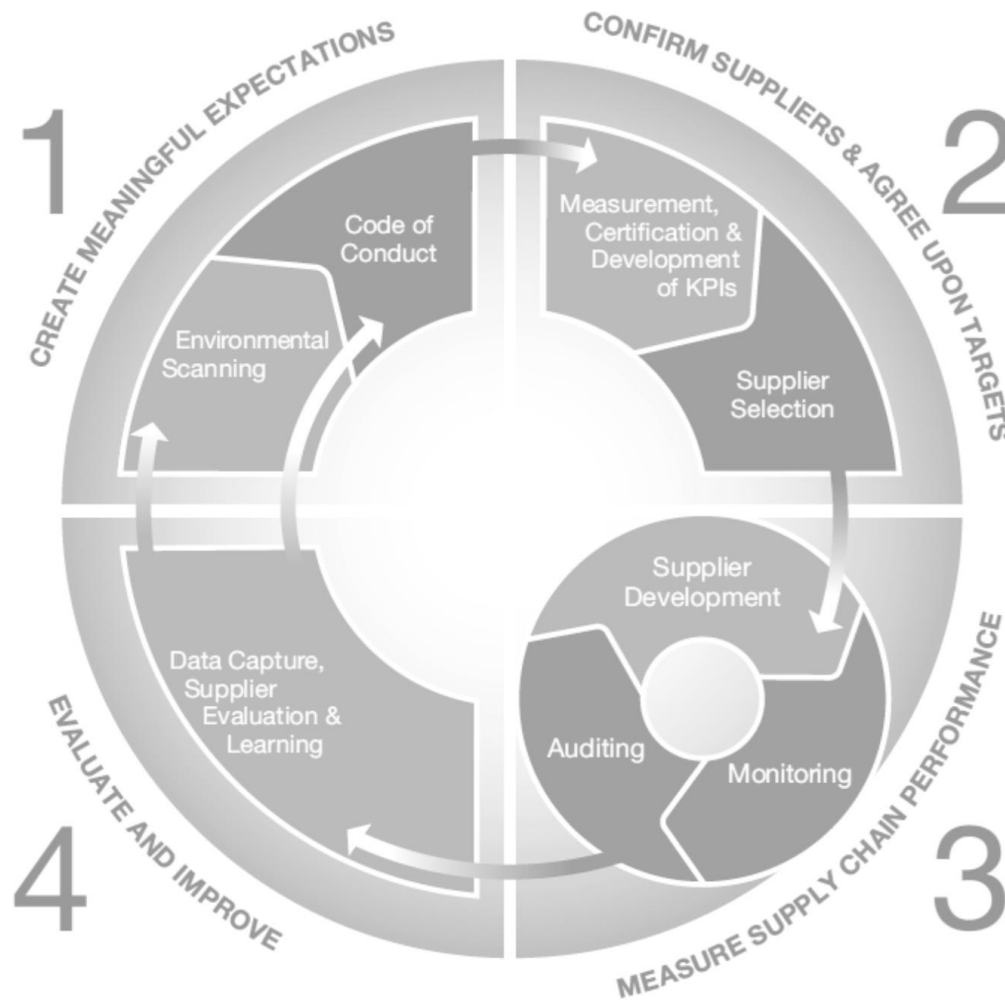 1
CREATE MEANINGFUL EXPECTATIONS
Code of
Conduct
Environmental
Scanning
2
CONFIRM SUPPLIERS & AGREE UPON TARGETS
Measurement,
Certification &
Development
of KPIs
Supplier
Selection
3
MEASURE SUPPLY CHAIN PERFORMANCE
Supplier
Development
Monitoring
Auditing
4
EVALUATE AND IMPROVE
Data Capture,
Supplier
Evaluation &
Learning